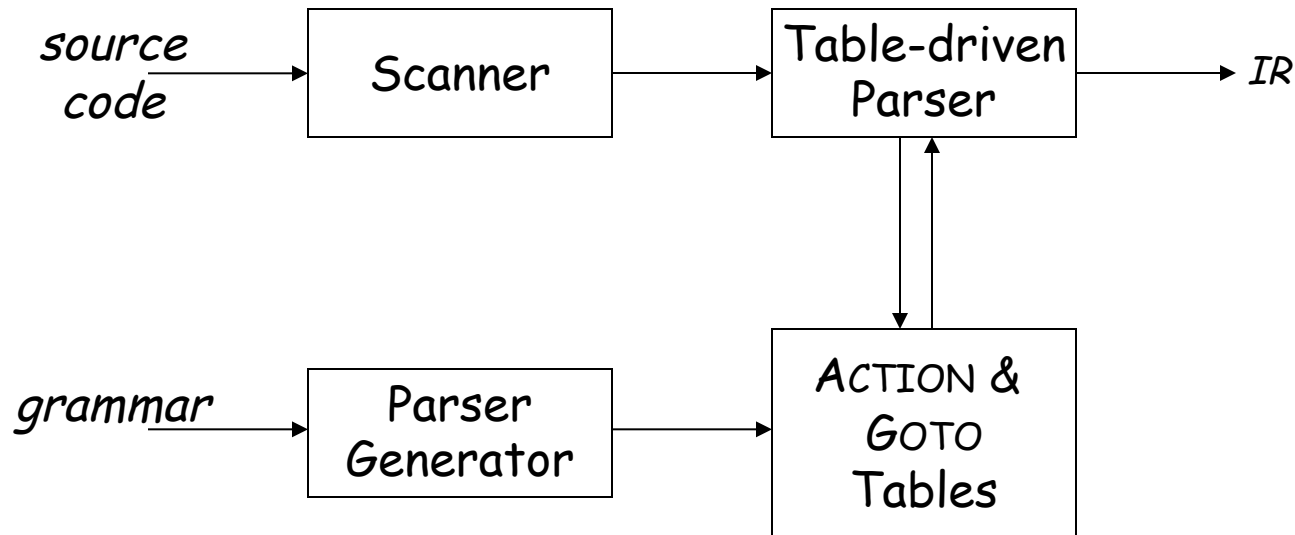 source
code
Scanner
Table-driven
Parser
IR
grammar
Parser
Generator
ACTION &
GOTO
Tables